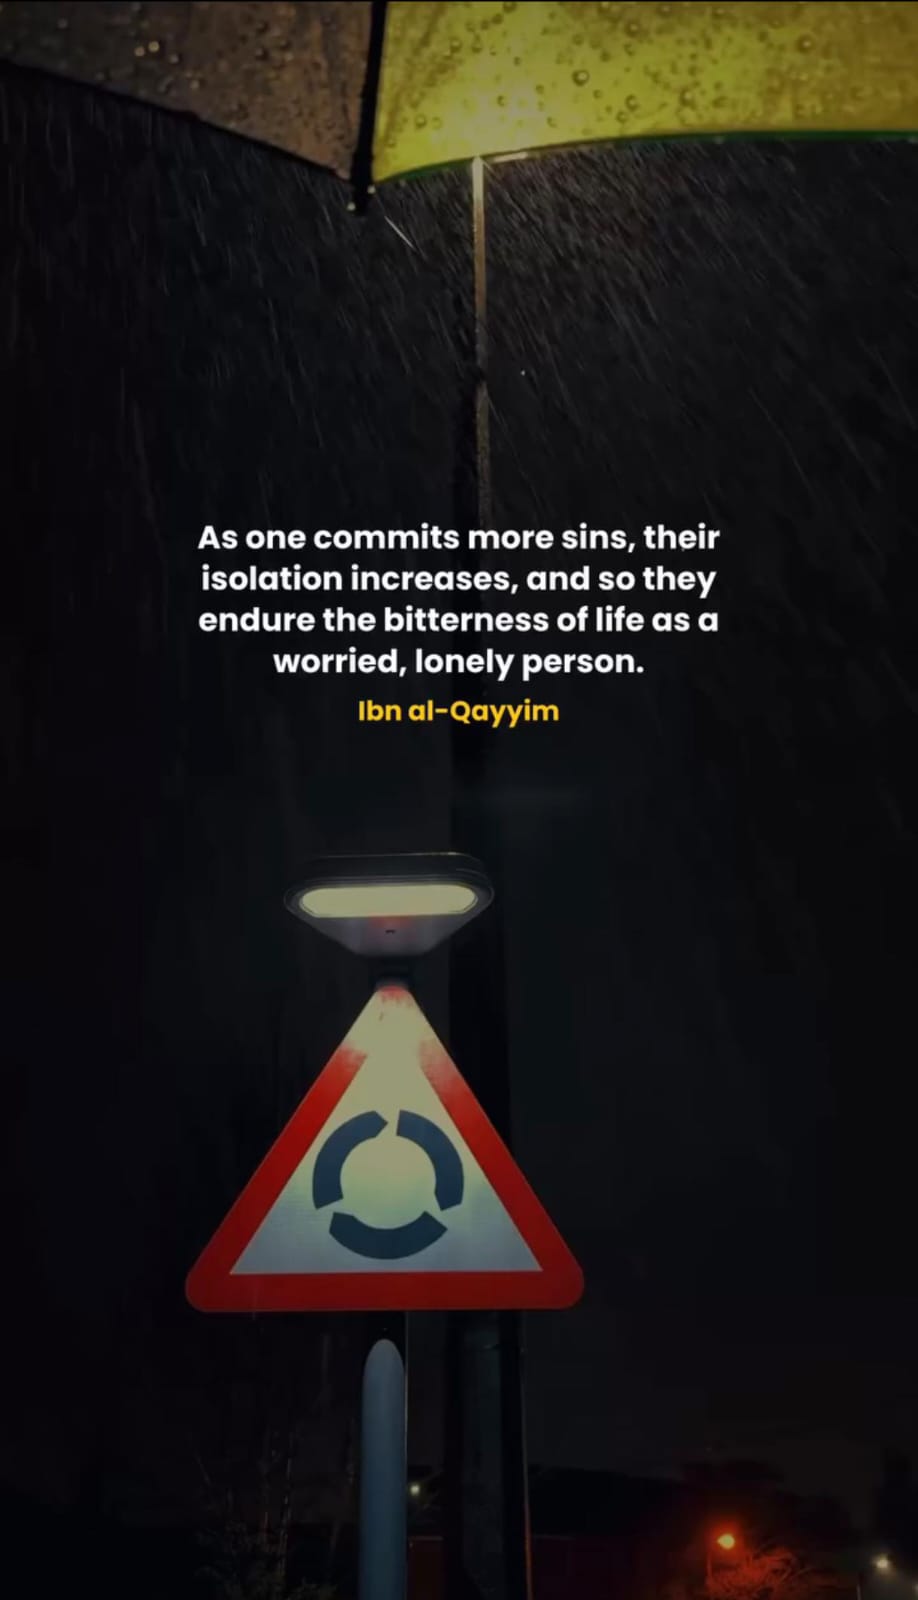 As one commits more sins, their
isolation increases, and so they
endure the bitterness of life as a
worried, lonely person.
Ibn al-Qayyim